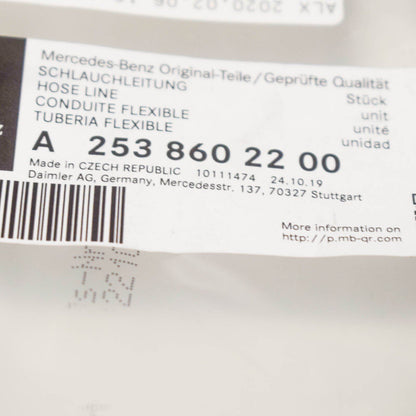 ALX 2020.02.06
Mercedes-Benz Original-Teile/Geprüfte Qualität
SCHLAUCHLEITUNG Stück
HOSE LINE unit
CONDUITE FLEXIBLE unité
TUBERIA FLEXIBLE unidad
A 253 860 22 00
Made in CZECH REPUBLIC 10111474 24.10.19
Daimler AG, Germany, Mercedesstr. 137, 70327 Stuttgart
More information on
http://p.mb-qr.com